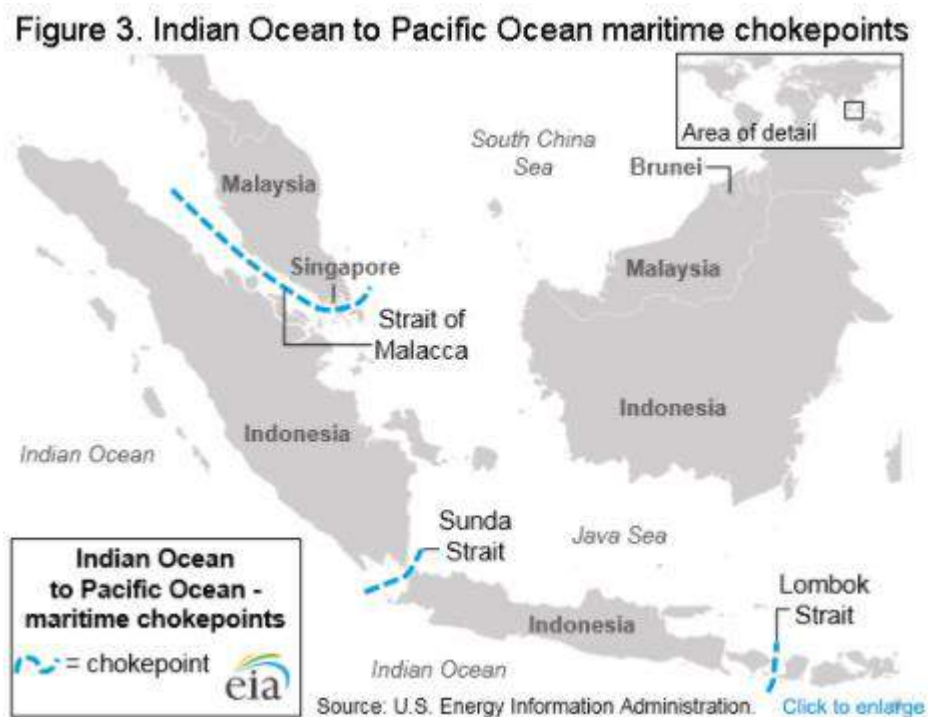 Figure 3. Indian Ocean to Pacific Ocean maritime chokepoints
Area of detail
South China
Sea
Brunei
Malaysia
Singapore
Malaysia
Strait of
Malacca
Indonesia
Indonesia
Indian Ocean
Sunda
Strait
Java Sea
Lombok
Strait
Indonesia
Indian Ocean
Indian Ocean
to Pacific Ocean -
maritime chokepoints
= chokepoint
eia
Source: U.S. Energy Information Administration.
Click to enlarge